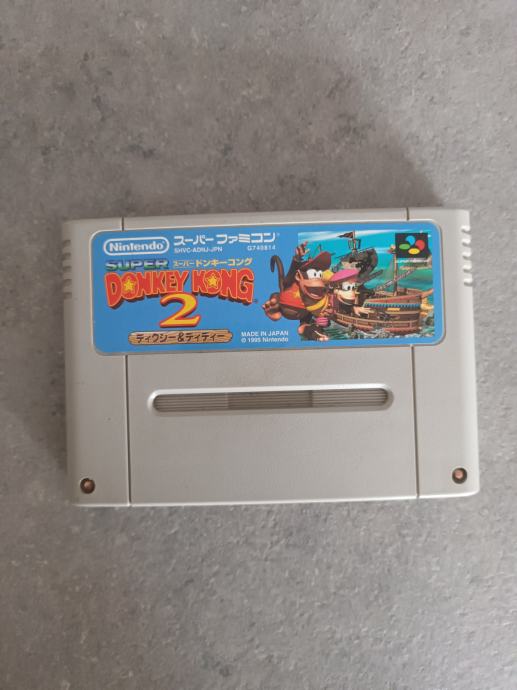 Nintendo
スーパーファミコン
SHVC-ADNJ-JPN
G740814
SUPER スーパードンキーコング
DONKEY KONG
2
ディクシー&ディディー
MADE IN JAPAN
© 1995 Nintendo